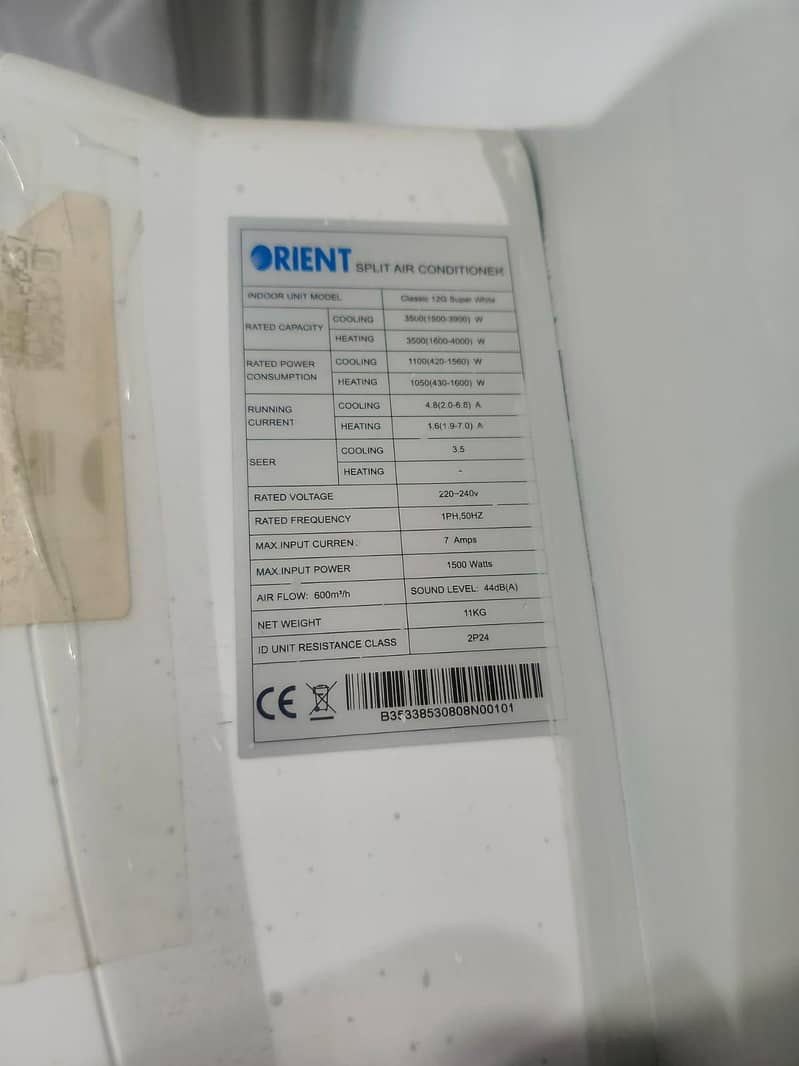 ORIENT SPLIT AIR CONDITIONER
INDOOR UNIT MODEL Classic 12G Super White
RATED CAPACITY COOLING 3500(1500-3900) W
HEATING 3500(1600-4000) W
RATED POWER CONSUMPTION COOLING 1100(420-1560) W
HEATING 1050(430-1600) W
RUNNING CURRENT COOLING 4.8(2.0-6.8) A
HEATING 1.6(1.9-7.0) A
SEER COOLING 3.5
HEATING -
RATED VOLTAGE 220~240v
RATED FREQUENCY 1PH,50HZ
MAX.INPUT CURREN. 7 Amps
MAX.INPUT POWER 1500 Watts
AIR FLOW: 600m³/h SOUND LEVEL: 44dB(A)
NET WEIGHT 11KG
ID UNIT RESISTANCE CLASS 2P24
CE
B35338530808N00101